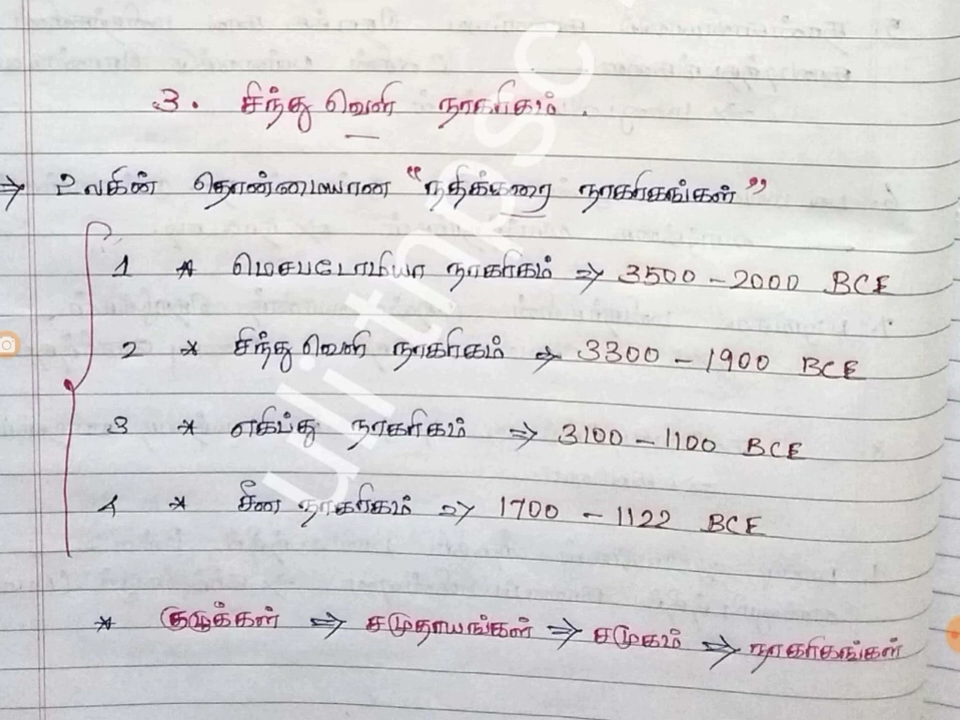 3. சிந்து வெளி நாகரிகம்.
⇒ உலகின் தொன்மையான "நதிக்கரை நாகரிகங்கள்"
1 * மெசபடோமியா நாகரிகம் ⇒ 3500 - 2000 BCE
2 * சிந்து வெளி நாகரிகம் ⇒ 3300 - 1900 BCE
3 * எகிப்து நாகரிகம் ⇒ 3100 - 1100 BCE
4 * சீன நாகரிகம் ⇒ 1700 - 1122 BCE
* குழுக்கள் ⇒ சமுதாயங்கள் ⇒ சமுகம் ⇒ நாகரிகங்கள்